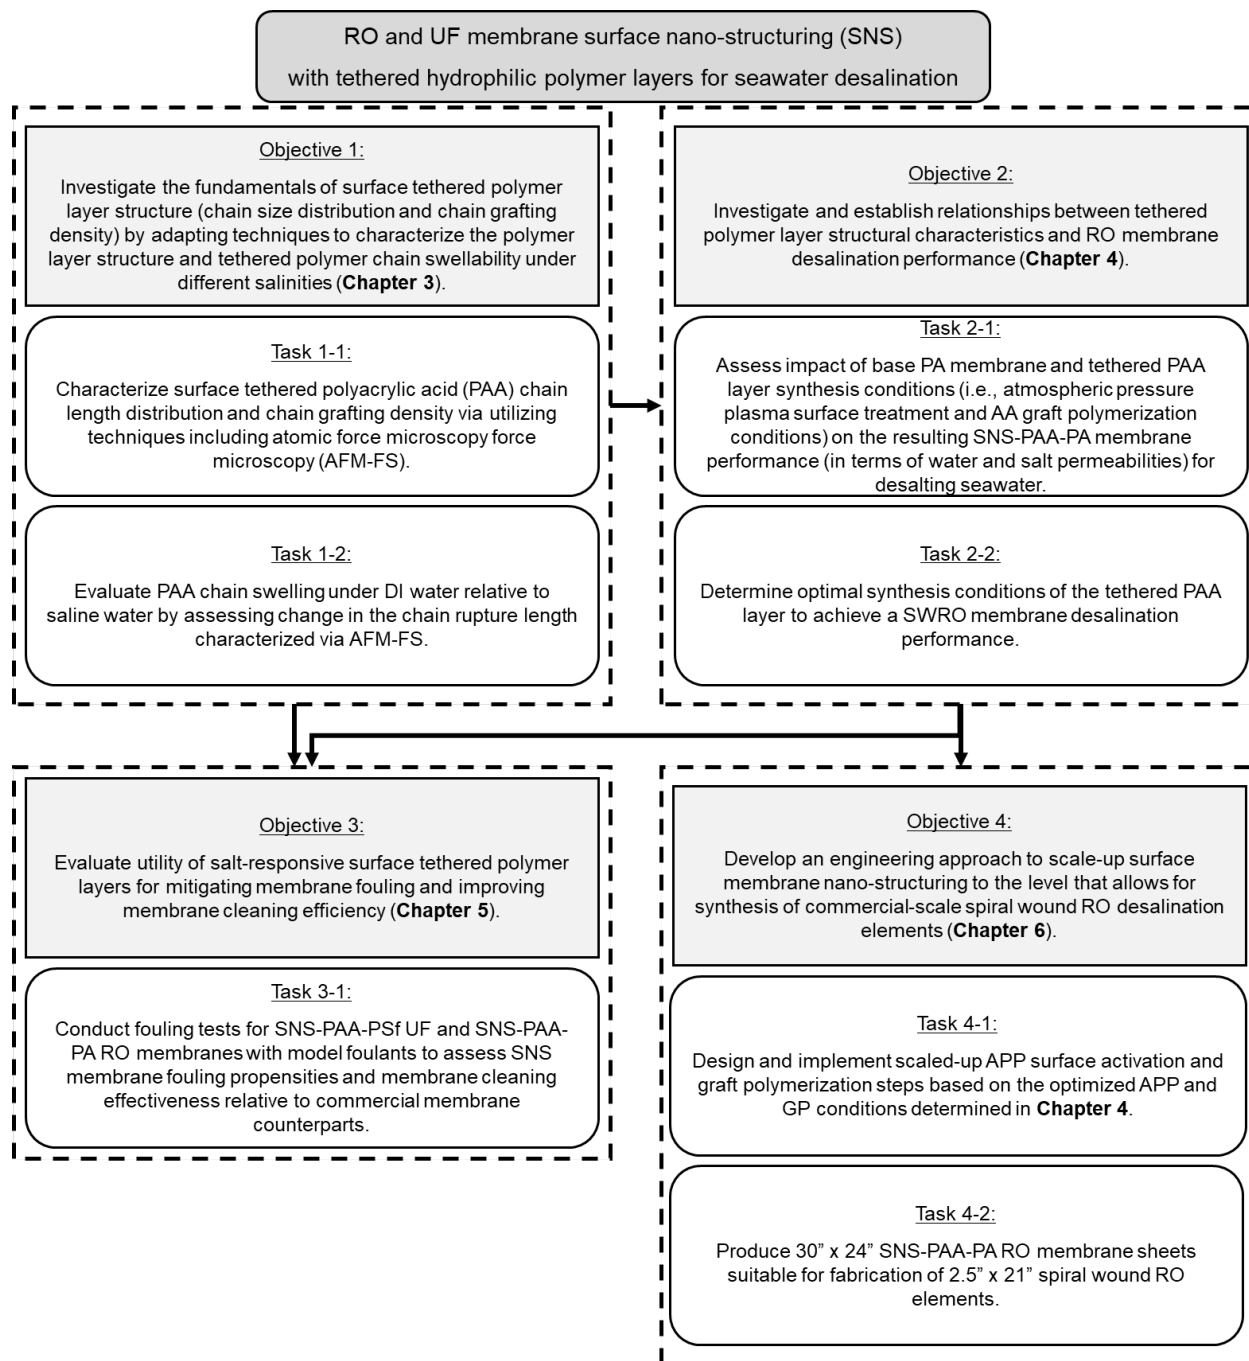 RO and UF membrane surface nano-structuring (SNS)
with tethered hydrophilic polymer layers for seawater desalination
Objective 1:
Investigate the fundamentals of surface tethered polymer
layer structure (chain size distribution and chain grafting
density) by adapting techniques to characterize the polymer
layer structure and tethered polymer chain swellability under
different salinities (Chapter 3).
Task 1-1:
Characterize surface tethered polyacrylic acid (PAA) chain
length distribution and chain grafting density via utilizing
techniques including atomic force microscopy force
microscopy (AFM-FS).
Task 1-2:
Evaluate PAA chain swelling under DI water relative to
saline water by assessing change in the chain rupture length
characterized via AFM-FS.
Objective 2:
Investigate and establish relationships between tethered
polymer layer structural characteristics and RO membrane
desalination performance (Chapter 4).
Task 2-1:
Assess impact of base PA membrane and tethered PAA
layer synthesis conditions (i.e., atmospheric pressure
plasma surface treatment and AA graft polymerization
conditions) on the resulting SNS-PAA-PA membrane
performance (in terms of water and salt permeabilities) for
desalting seawater.
Task 2-2:
Determine optimal synthesis conditions of the tethered PAA
layer to achieve a SWRO membrane desalination
performance.
Objective 3:
Evaluate utility of salt-responsive surface tethered polymer
layers for mitigating membrane fouling and improving
membrane cleaning efficiency (Chapter 5).
Task 3-1:
Conduct fouling tests for SNS-PAA-PSf UF and SNS-PAA-
PA RO membranes with model foulants to assess SNS
membrane fouling propensities and membrane cleaning
effectiveness relative to commercial membrane
counterparts.
Objective 4:
Develop an engineering approach to scale-up surface
membrane nano-structuring to the level that allows for
synthesis of commercial-scale spiral wound RO desalination
elements (Chapter 6).
Task 4-1:
Design and implement scaled-up APP surface activation and
graft polymerization steps based on the optimized APP and
GP conditions determined in Chapter 4.
Task 4-2:
Produce 30” x 24” SNS-PAA-PA RO membrane sheets
suitable for fabrication of 2.5” x 21” spiral wound RO
elements.